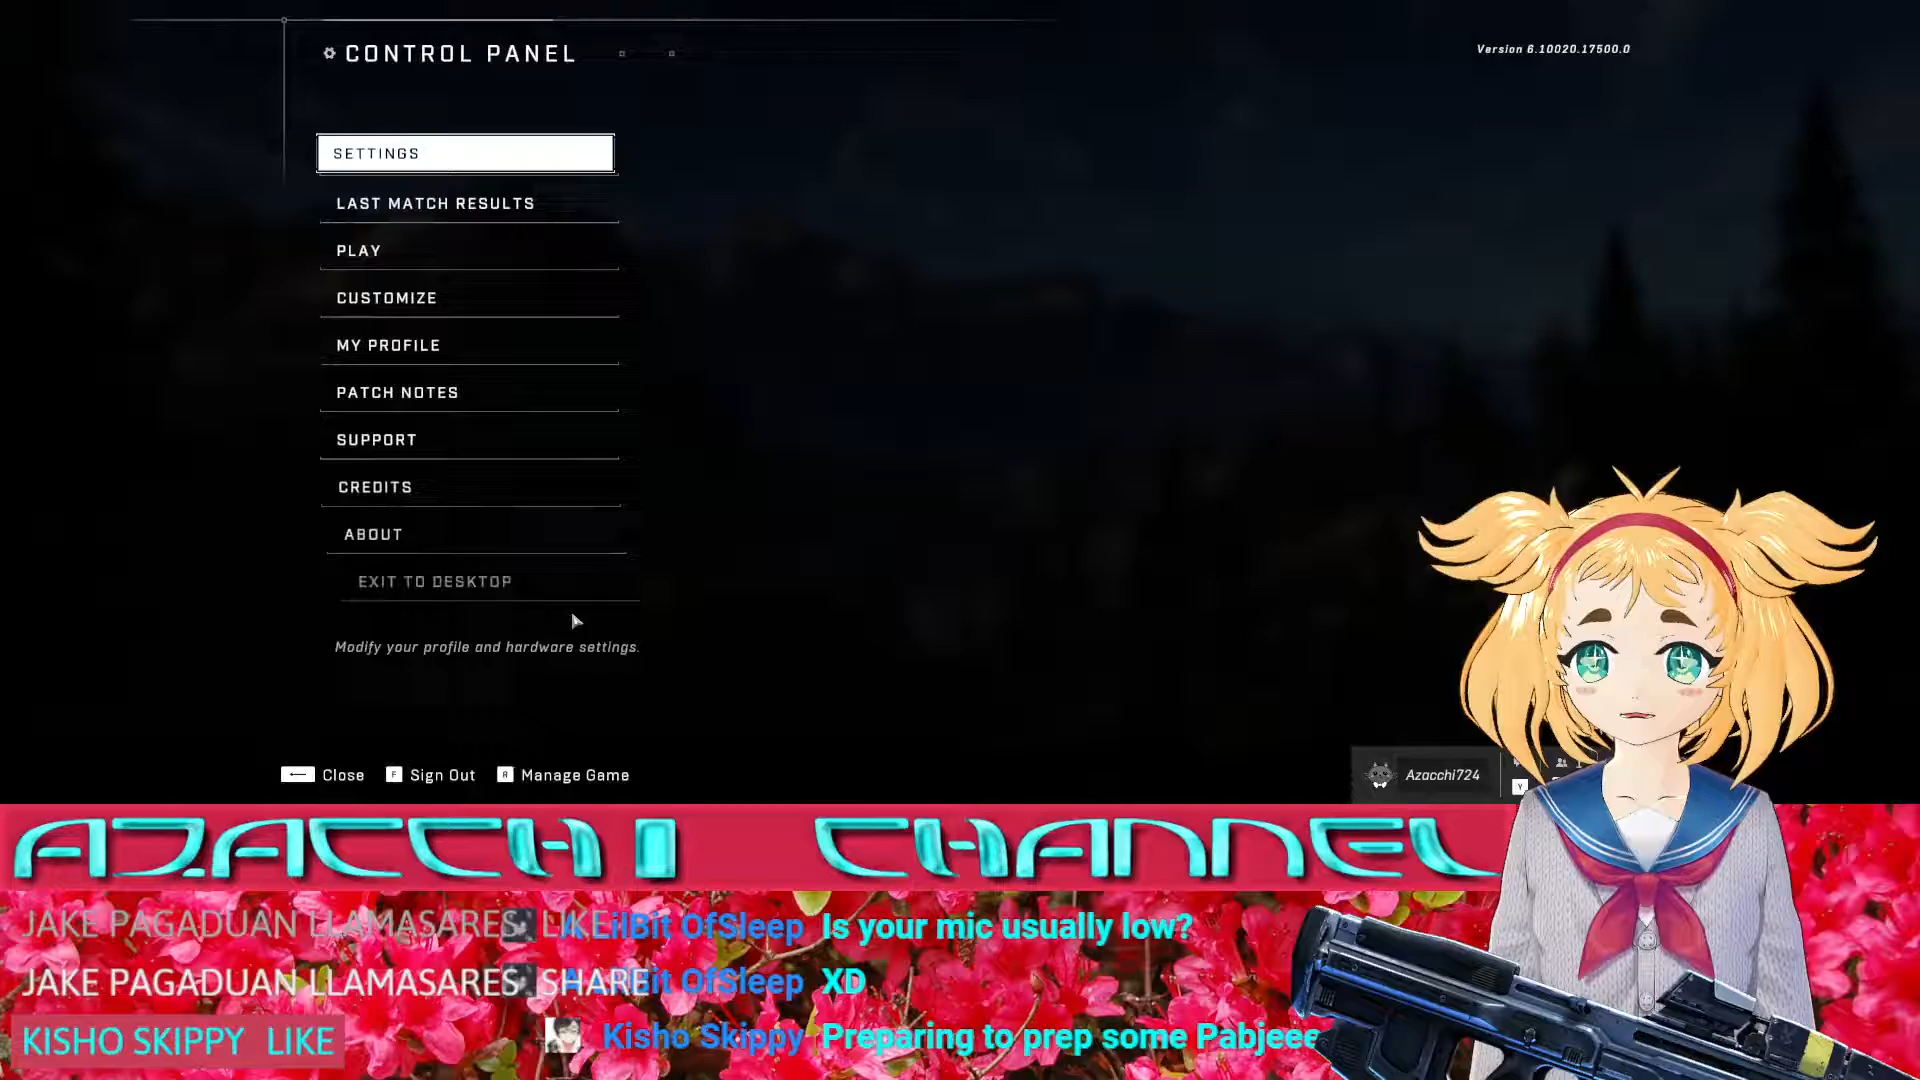 CONTROL PANEL
Version 6.10020.17500.0
SETTINGS
LAST MATCH RESULTS
PLAY
CUSTOMIZE
MY PROFILE
PATCH NOTES
SUPPORT
CREDITS
ABOUT
EXIT TO DESKTOP
Modify your profile and hardware settings.
Close F Sign Out R Manage Game
Azacchi724
Y
AZACCHI CHANNEL
JAKE PAGADUAN LLAMASARES LIKE
OfSleep Is your mic usually low?
JAKE PAGADUAN LLAMASARES SHARE
Bit OfSleep XD
KISHO SKIPPY LIKE
Kisho Skippy Preparing to prep some Pabjeee